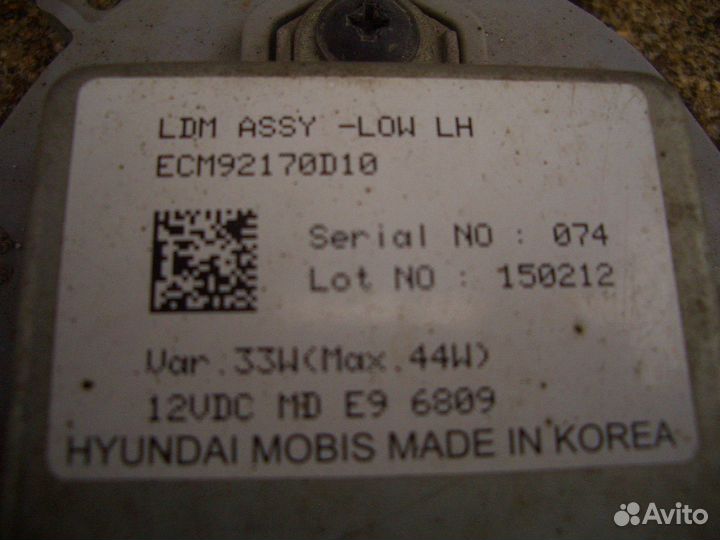 LDM ASSY -LOW LH
ECM92170D10
Serial NO : 074
Lot NO : 150212
Var.33W(Max.44W)
12VDC MD E9 6809
HYUNDAI MOBIS MADE IN KOREA
Avito